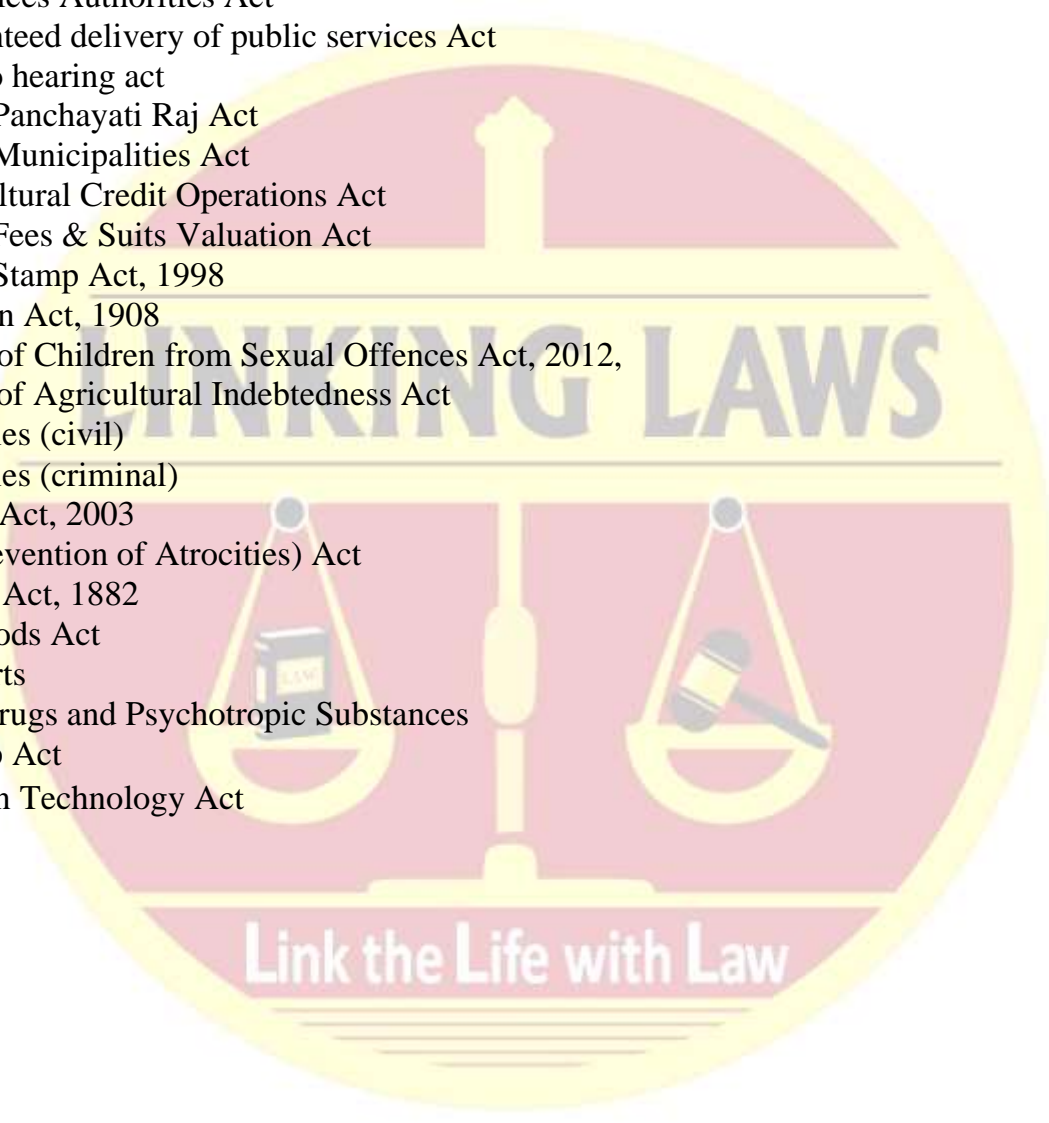 Authorities Act
nteed delivery of public services Act
hearing act
Panchayati Raj Act
Municipalities Act
ltural Credit Operations Act
Fees & Suits Valuation Act
Stamp Act, 1998
n Act, 1908
of Children from Sexual Offences Act, 2012,
of Agricultural Indebtedness Act
les (civil)
les (criminal)
Act, 2003
evention of Atrocities) Act
Act, 1882
ods Act
rts
rugs and Psychotropic Substances
Act
n Technology Act
LINKING LAWS
LAW
Link the Life with Law